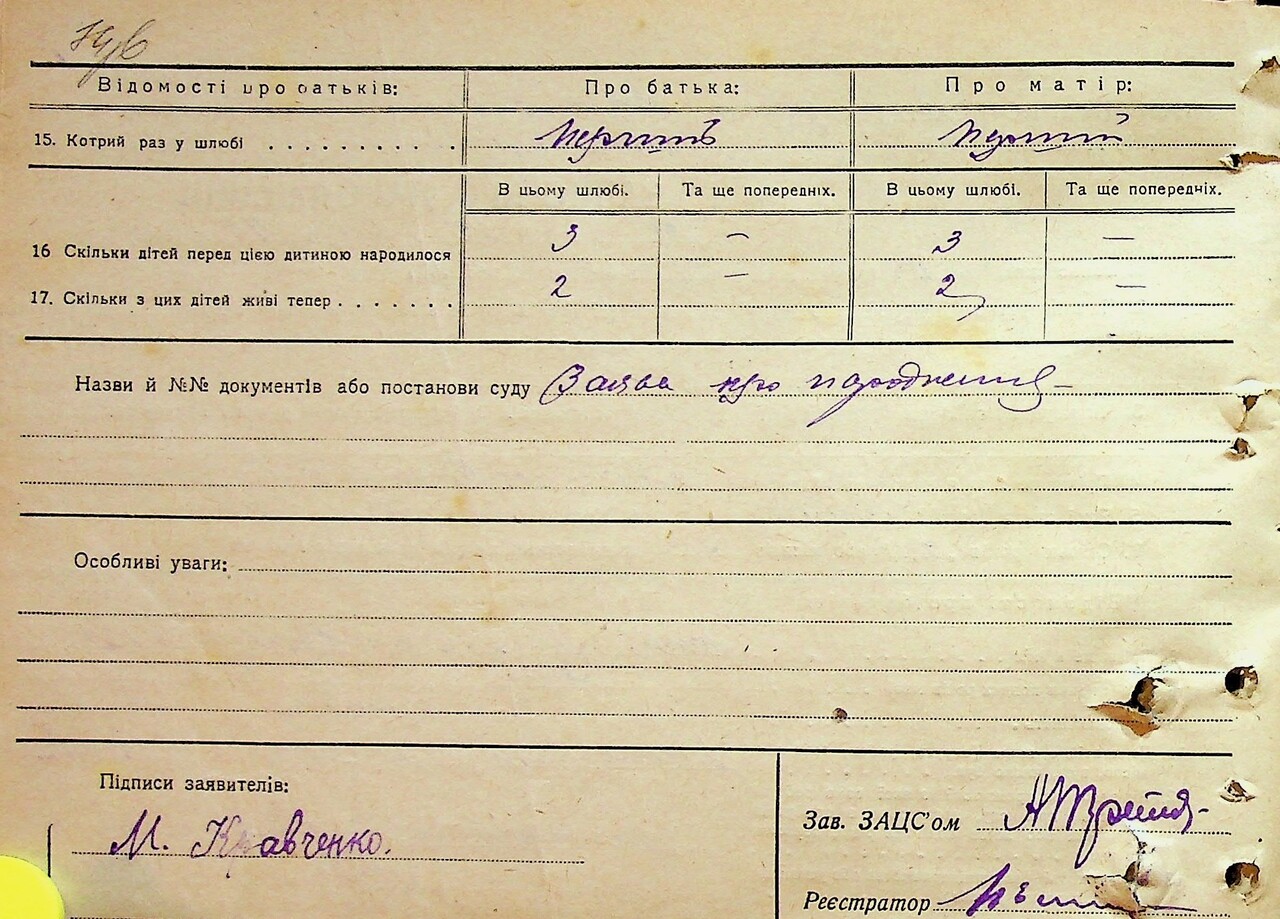 Відомості про батьків: Про батька: Про матір:
15. Котрий раз у шлюбі . . . . . . . . . . Перший Перший
В цьому шлюбі. Та ще попередніх. В цьому шлюбі. Та ще попередніх.
16 Скільки дітей перед цією дитиною народилося 3 — 3 —
17. Скільки з цих дітей живі тепер . . . . . . . 2 — 2 —
Назви й №№ документів або постанови суду Заява про народження
Особливі уваги:
Підписи заявителів:
М. Кравченко.
Зав. ЗАЦС'ом
Реєстратор